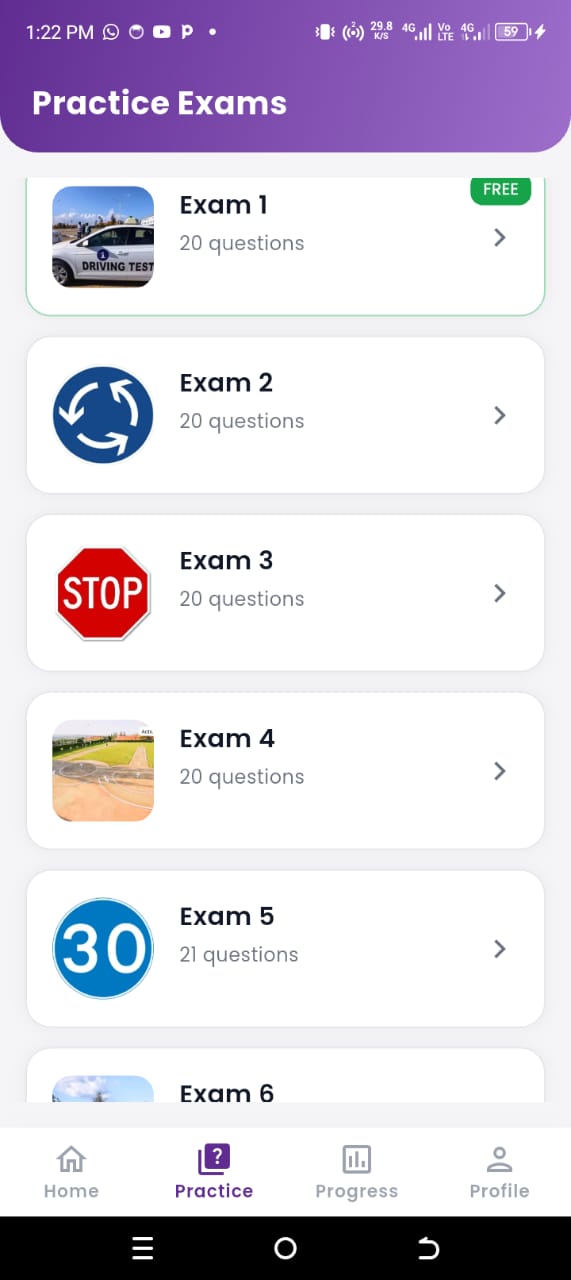 1:22 PM
29.8
K/S
4G
Vo
LTE
4G
59
Practice Exams
FREE
Exam 1
20 questions
DRIVING TEST
Exam 2
20 questions
Exam 3
20 questions
STOP
Exam 4
20 questions
Exam 5
21 questions
30
Exam 6
Home
Practice
Progress
Profile